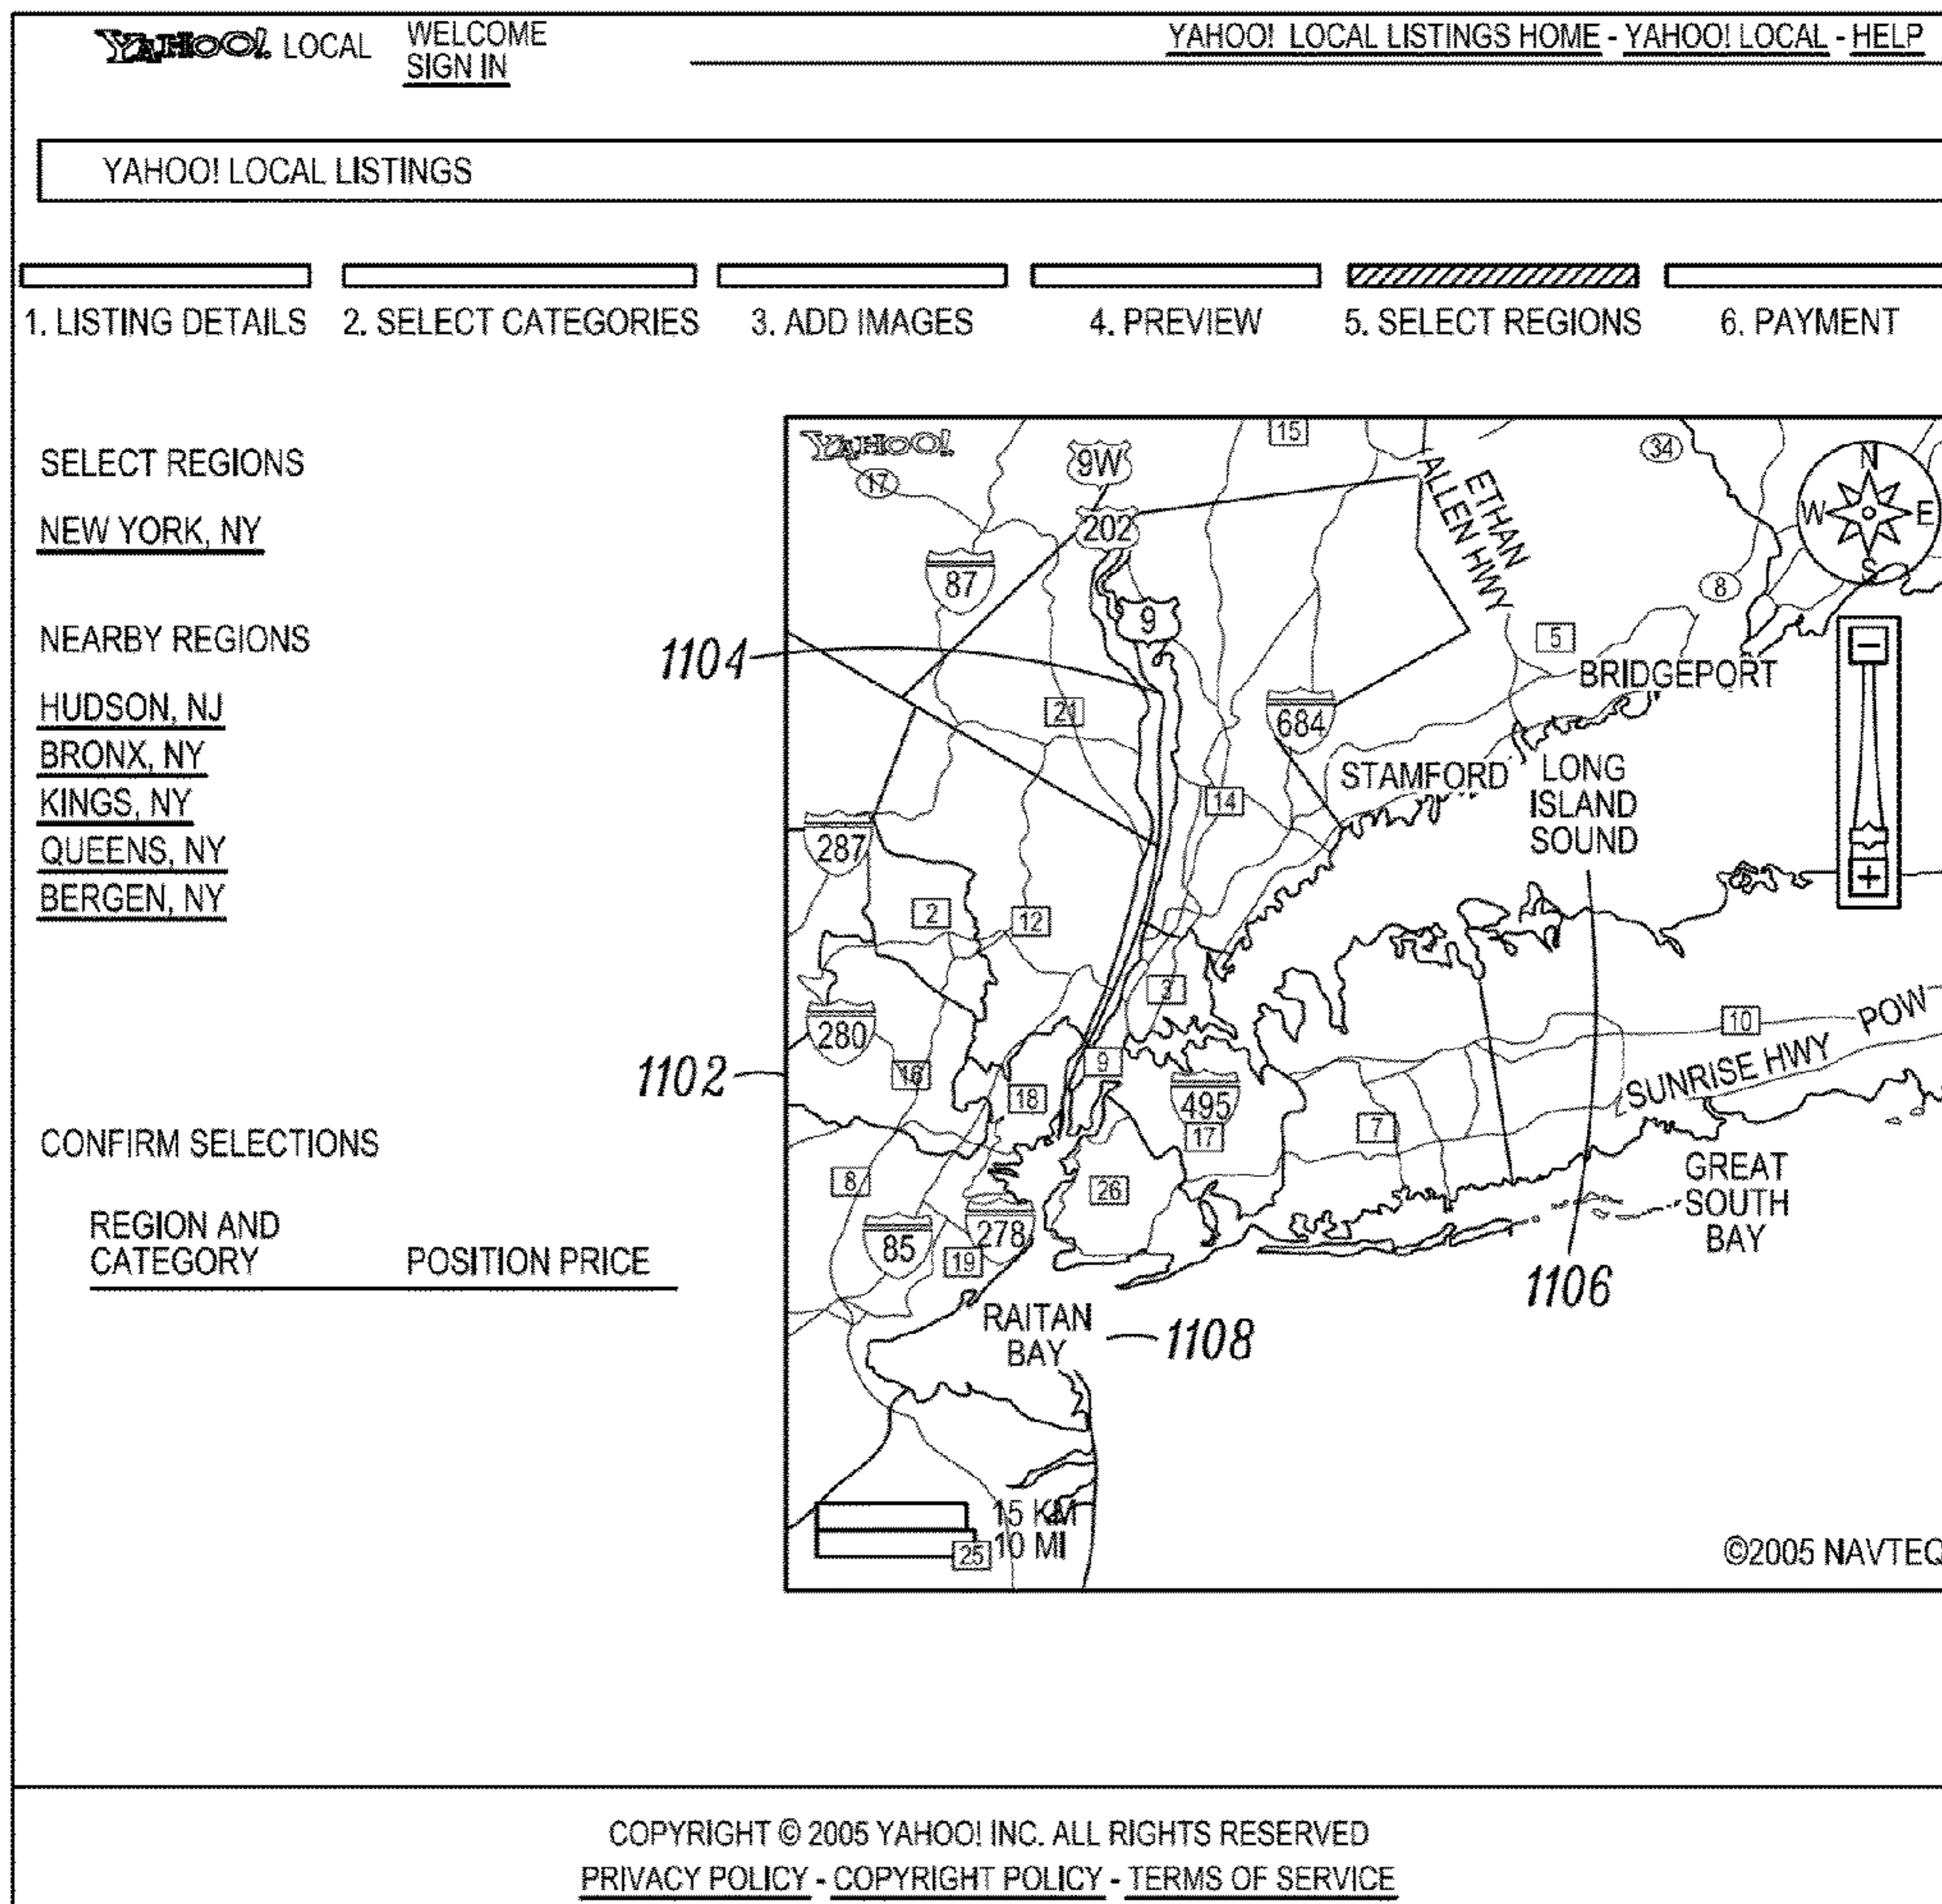 YAHOO! LOCAL
WELCOME
SIGN IN
YAHOO! LOCAL LISTINGS HOME - YAHOO! LOCAL - HELP
YAHOO! LOCAL LISTINGS
1. LISTING DETAILS
2. SELECT CATEGORIES
3. ADD IMAGES
4. PREVIEW
5. SELECT REGIONS
6. PAYMENT
SELECT REGIONS
NEW YORK, NY
NEARBY REGIONS
HUDSON, NJ
BRONX, NY
KINGS, NY
QUEENS, NY
BERGEN, NY
CONFIRM SELECTIONS
REGION AND
CATEGORY
POSITION PRICE
YAHOO!
15
34
N
9W
17
ETHAN
ALLEN HWY
W
E
202
S
87
8
9
5
1104
BRIDGEPORT
21
684
STAMFORD
LONG
ISLAND
SOUND
14
287
2
12
3
10
POW
280
9
SUNRISE HWY
1102
16
18
495
17
7
8
26
GREAT
SOUTH
BAY
85
278
19
1106
RAITAN
BAY
1108
15 KM
10 MI
25
©2005 NAVTEQ
COPYRIGHT © 2005 YAHOO! INC. ALL RIGHTS RESERVED
PRIVACY POLICY - COPYRIGHT POLICY - TERMS OF SERVICE